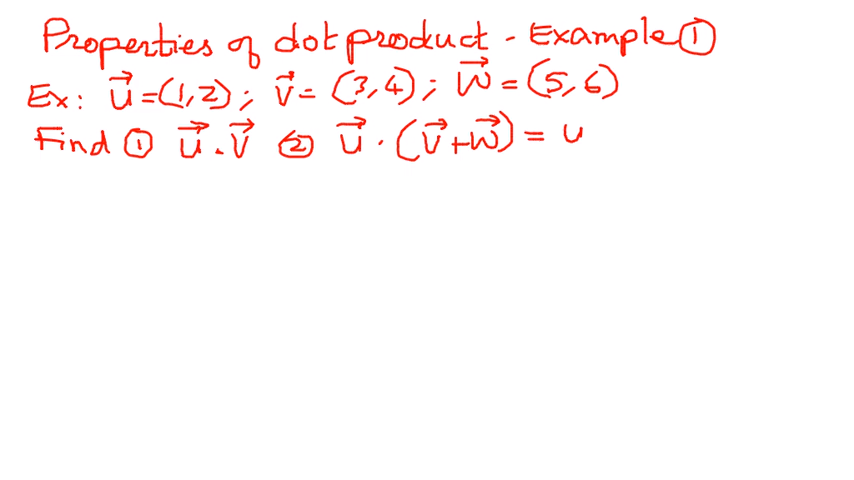 Properties of dot product - Example ①
Ex: u⃗ = (1,2); v⃗ = (3,4); w⃗ = (5,6)
Find ① u⃗ . v⃗ ② u⃗ . (v⃗ + w⃗) = u